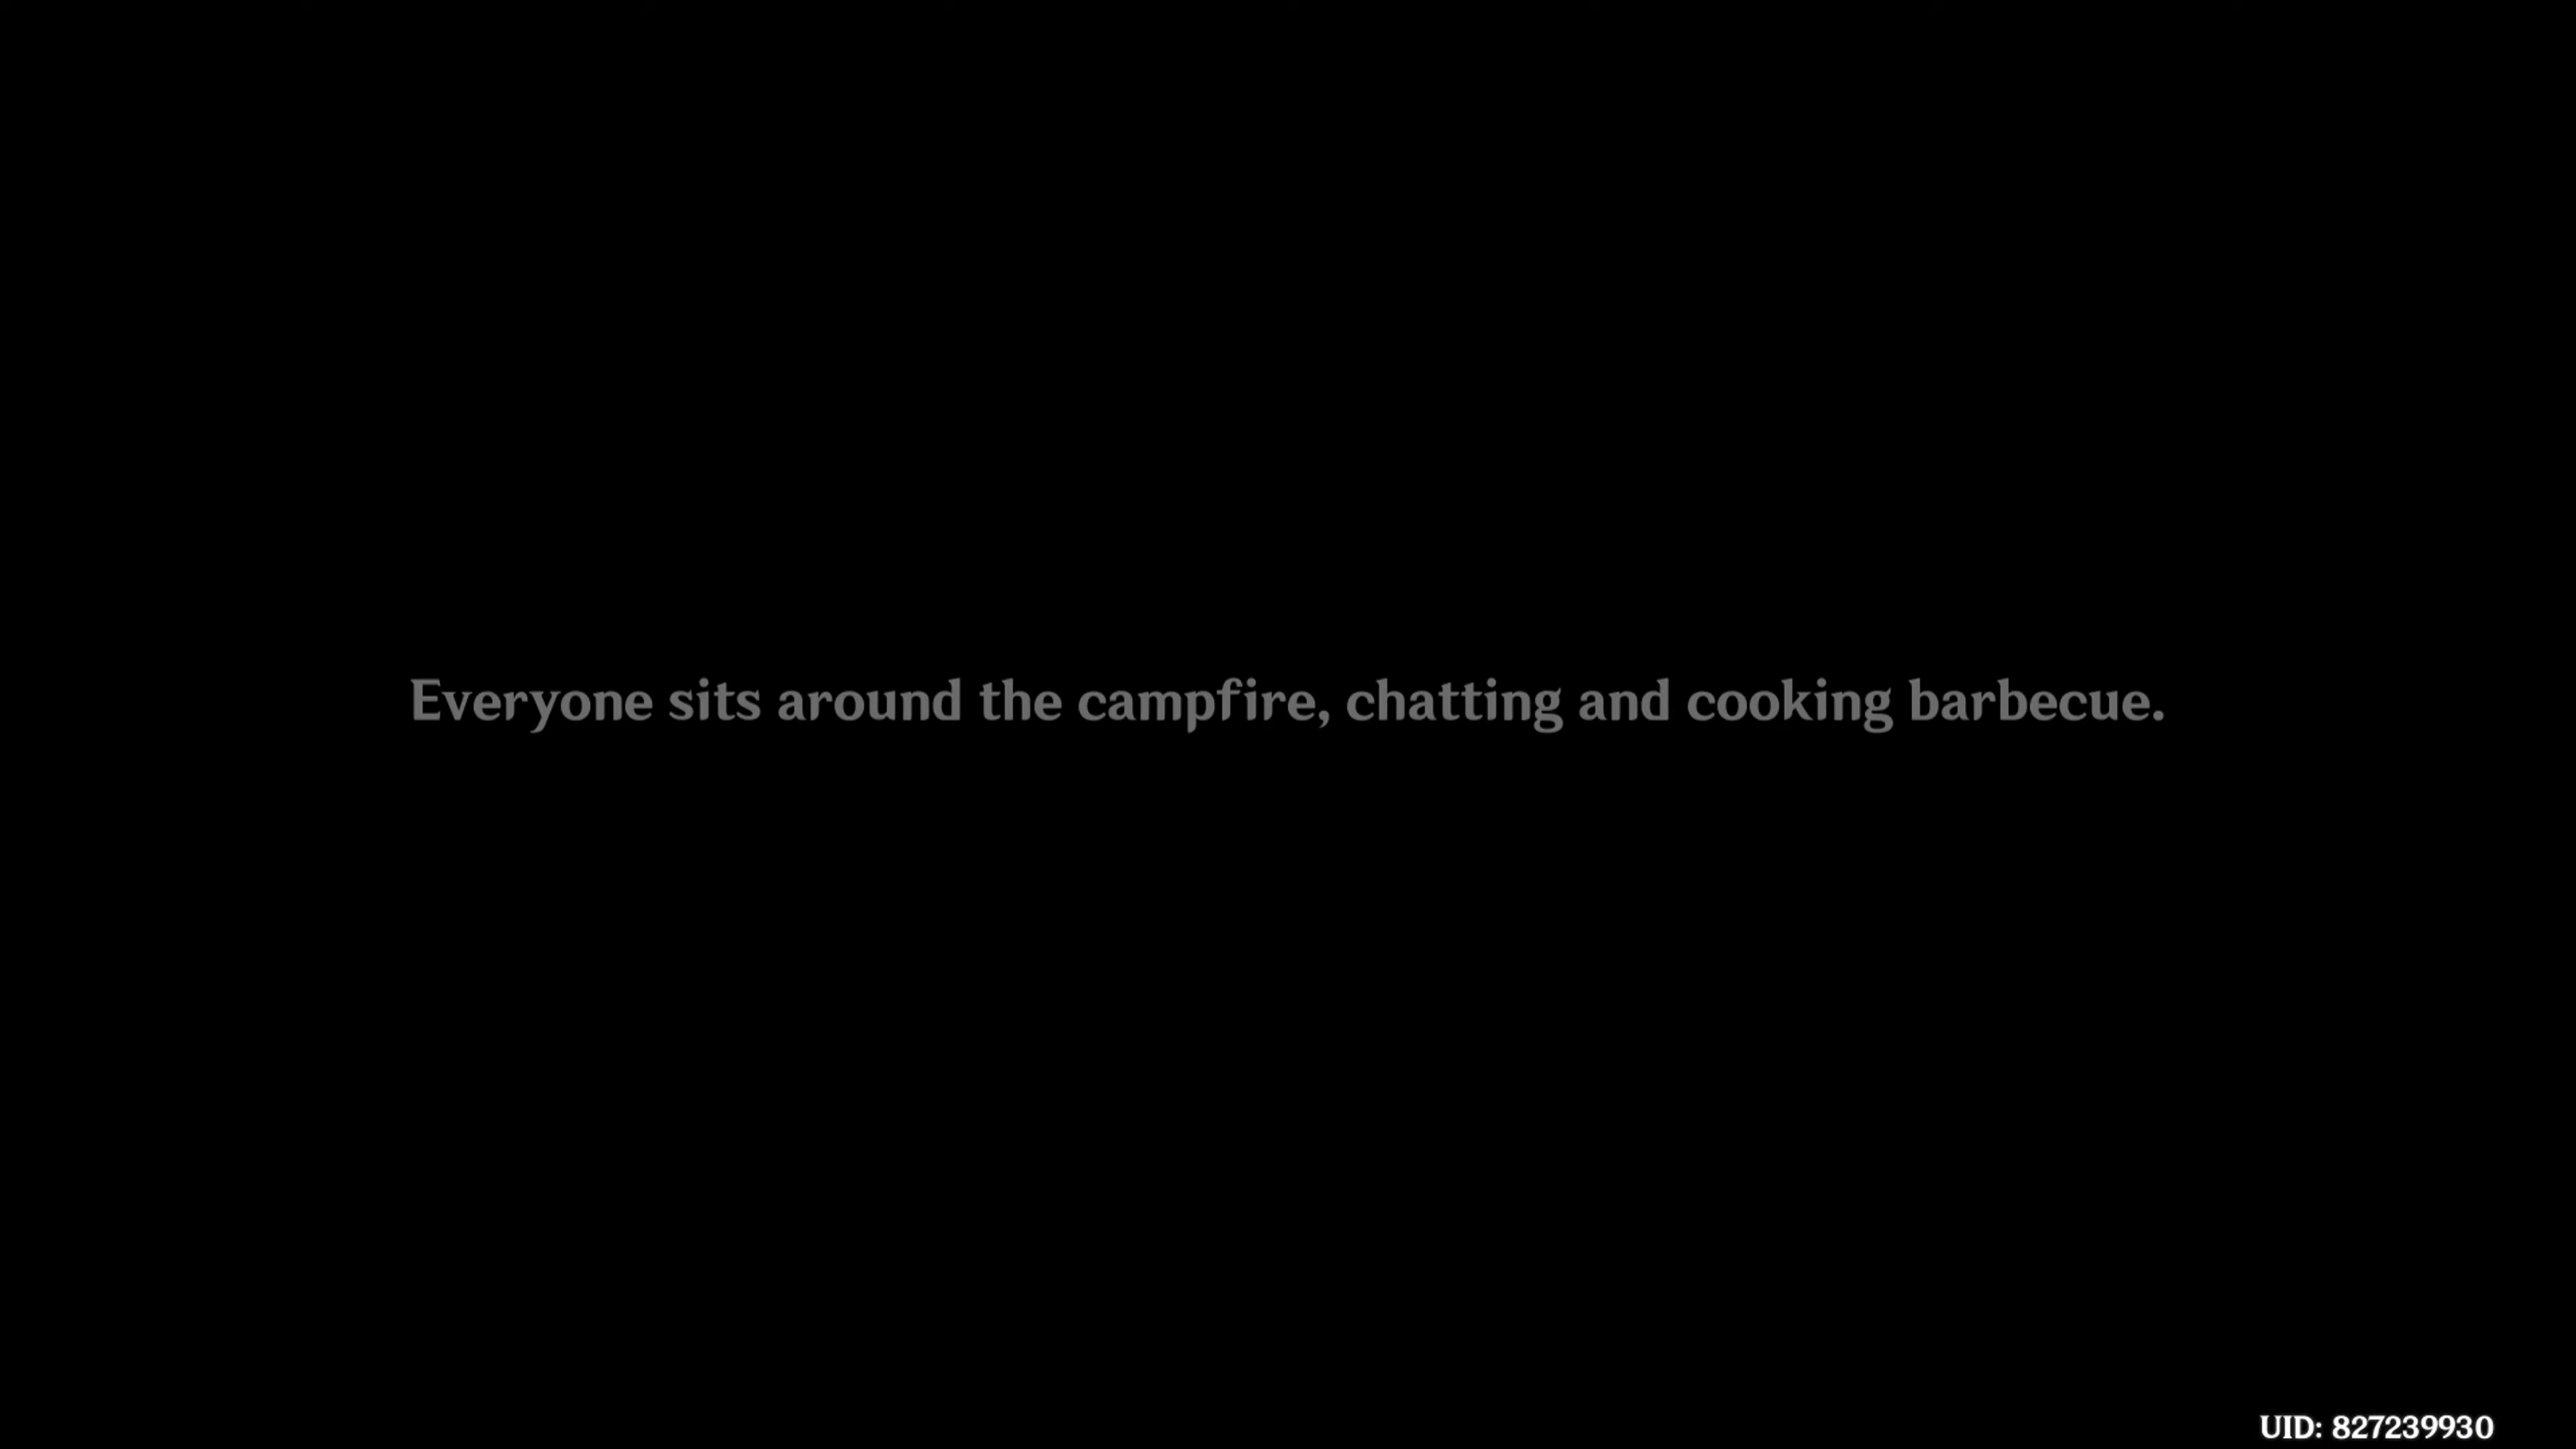 Everyone sits around the campfire, chatting and cooking barbecue.
UID: 827239930